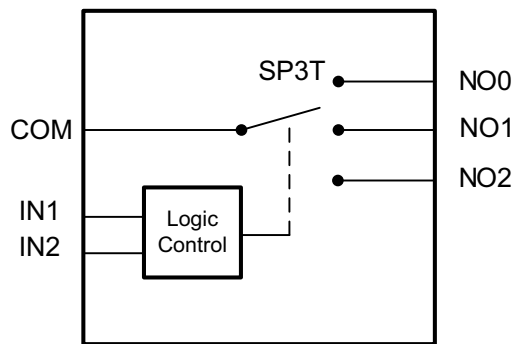 SP3T
NO0
COM
NO1
NO2
IN1
Logic
Control
IN2